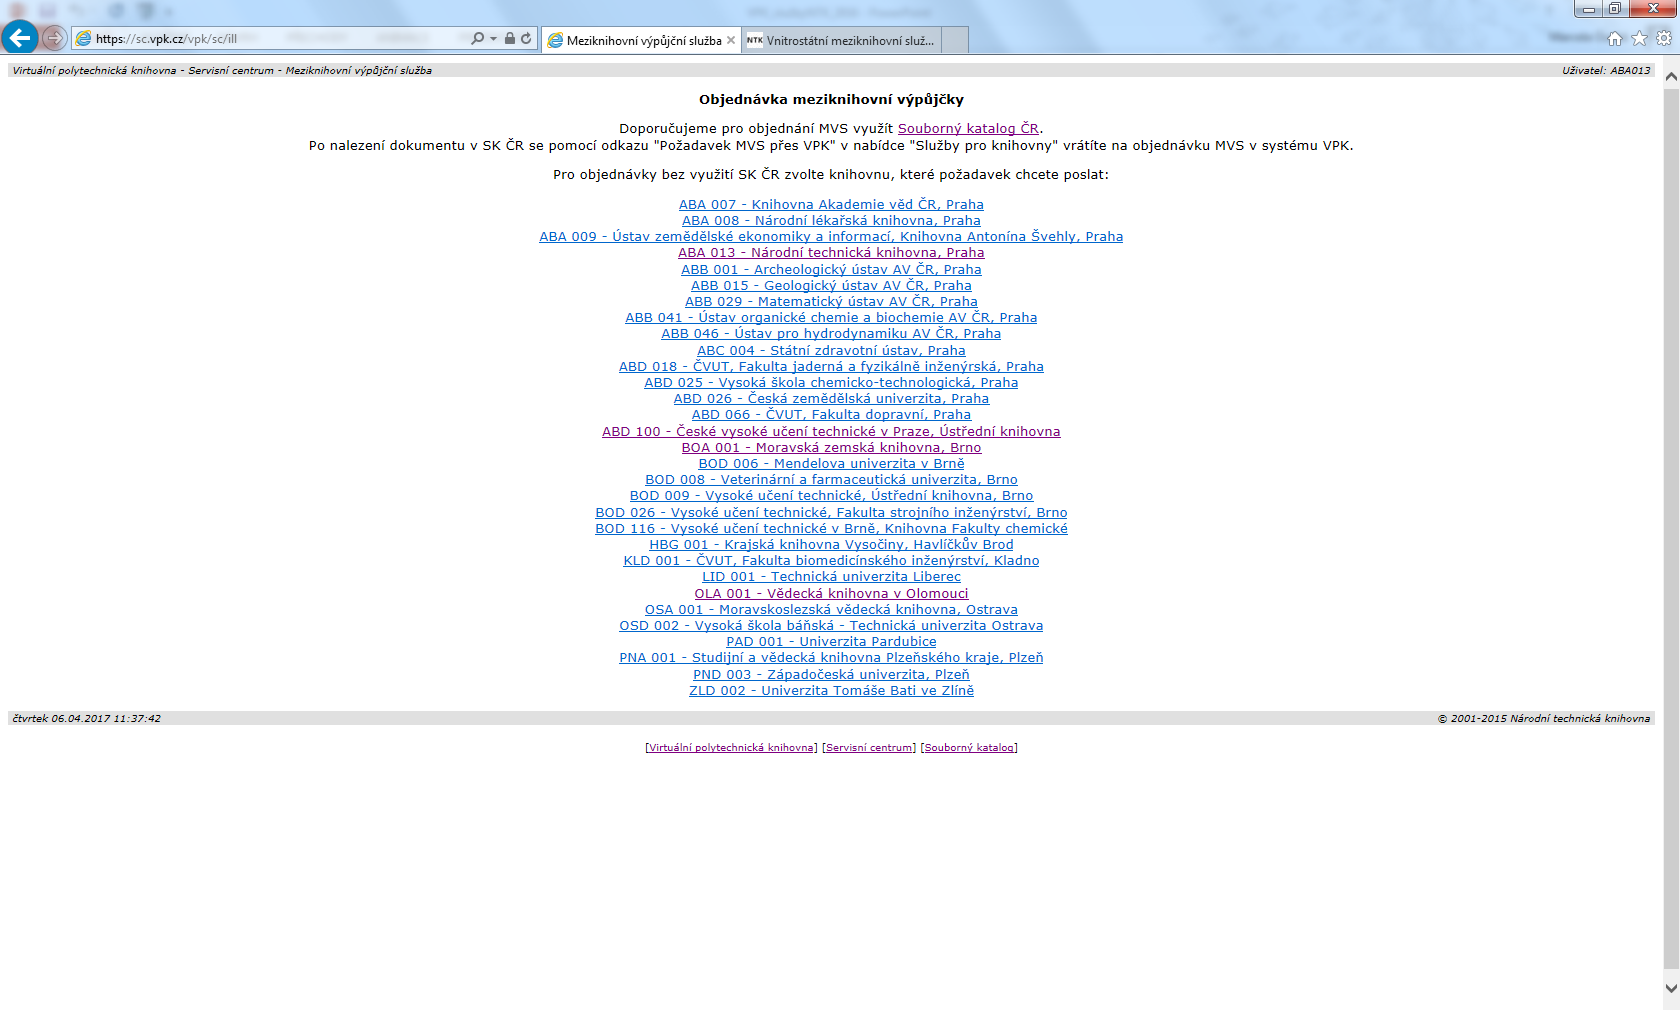 https://sc.vpk.cz/vpk/sc/ill
Meziknihovní výpůjční služba
NTK Vnitrostátní meziknihovní služ...
Virtuální polytechnická knihovna - Servisní centrum - Meziknihovní výpůjční služba
Uživatel: ABA013
Objednávka meziknihovní výpůjčky
Doporučujeme pro objednání MVS využít Souborný katalog ČR.
Po nalezení dokumentu v SK ČR se pomocí odkazu "Požadavek MVS přes VPK" v nabídce "Služby pro knihovny" vrátíte na objednávku MVS v systému VPK.
Pro objednávky bez využití SK ČR zvolte knihovnu, které požadavek chcete poslat:
ABA 007 - Knihovna Akademie věd ČR, Praha
ABA 008 - Národní lékařská knihovna, Praha
ABA 009 - Ústav zemědělské ekonomiky a informací, Knihovna Antonína Švehly, Praha
ABA 013 - Národní technická knihovna, Praha
ABB 001 - Archeologický ústav AV ČR, Praha
ABB 015 - Geologický ústav AV ČR, Praha
ABB 029 - Matematický ústav AV ČR, Praha
ABB 041 - Ústav organické chemie a biochemie AV ČR, Praha
ABB 046 - Ústav pro hydrodynamiku AV ČR, Praha
ABC 004 - Státní zdravotní ústav, Praha
ABD 018 - ČVUT, Fakulta jaderná a fyzikálně inženýrská, Praha
ABD 025 - Vysoká škola chemicko-technologická, Praha
ABD 026 - Česká zemědělská univerzita, Praha
ABD 066 - ČVUT, Fakulta dopravní, Praha
ABD 100 - České vysoké učení technické v Praze, Ústřední knihovna
BOA 001 - Moravská zemská knihovna, Brno
BOD 006 - Mendelova univerzita v Brně
BOD 008 - Veterinární a farmaceutická univerzita, Brno
BOD 009 - Vysoké učení technické, Ústřední knihovna, Brno
BOD 026 - Vysoké učení technické, Fakulta strojního inženýrství, Brno
BOD 116 - Vysoké učení technické v Brně, Knihovna Fakulty chemické
HBG 001 - Krajská knihovna Vysočiny, Havlíčkův Brod
KLD 001 - ČVUT, Fakulta biomedicínského inženýrství, Kladno
LID 001 - Technická univerzita Liberec
OLA 001 - Vědecká knihovna v Olomouci
OSA 001 - Moravskoslezská vědecká knihovna, Ostrava
OSD 002 - Vysoká škola báňská - Technická univerzita Ostrava
PAD 001 - Univerzita Pardubice
PNA 001 - Studijní a vědecká knihovna Plzeňského kraje, Plzeň
PND 003 - Západočeská univerzita, Plzeň
ZLD 002 - Univerzita Tomáše Bati ve Zlíně
čtvrtek 06.04.2017 11:37:42
© 2001-2015 Národní technická knihovna
[Virtuální polytechnická knihovna] [Servisní centrum] [Souborný katalog]